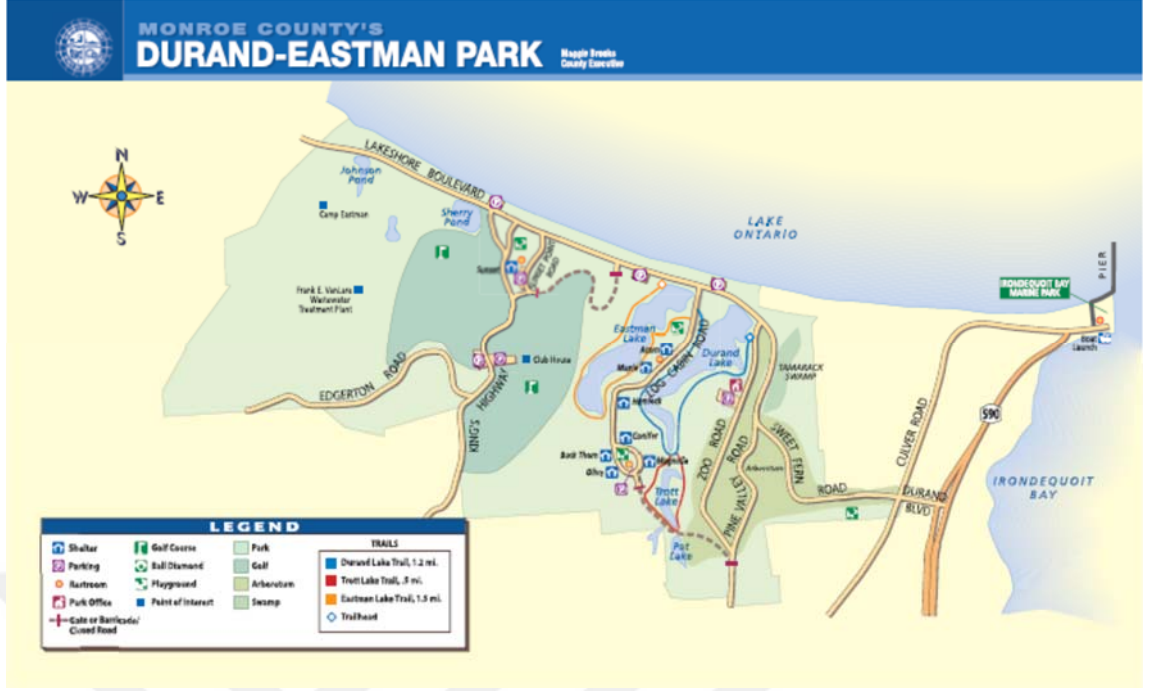 MONROE COUNTY'S
DURAND-EASTMAN PARK
Maggie Brooks
County Executive
N
W
E
S
LAKESHORE BOULEVARD
Johnson
Pond
Camp Eastman
Sherry
Pond
LAKE
ONTARIO
PIER
IRONDEQUOIT BAY
MARINE PARK
Boat
Launch
Sunset
SUNSET POINT
ROAD
Frank E. VanLare
Wastewater
Treatment Plant
Eastman
Lake
Acorn
LOG CABIN ROAD
Durand
Lake
TAMARACK
SWAMP
Club House
EDGERTON ROAD
KING'S HIGHWAY
Hemlock
Conifer
Magnolia
ZOO ROAD
PINE VALLEY ROAD
SWEET FERN ROAD
Arboretum
CULVER ROAD
590
DURAND
BLVD
IRONDEQUOIT
BAY
Trott
Lake
Pat
Lake
LEGEND
Shelter
Parking
Restroom
Park Office
Gate or Barricade/
Closed Road
Golf Course
Ball Diamond
Playground
Point of Interest
Park
Golf
Arboretum
Swamp
TRAILS
Durand Lake Trail, 1.2 mi.
Trott Lake Trail, .5 mi.
Eastman Lake Trail, 1.5 mi.
Trailhead